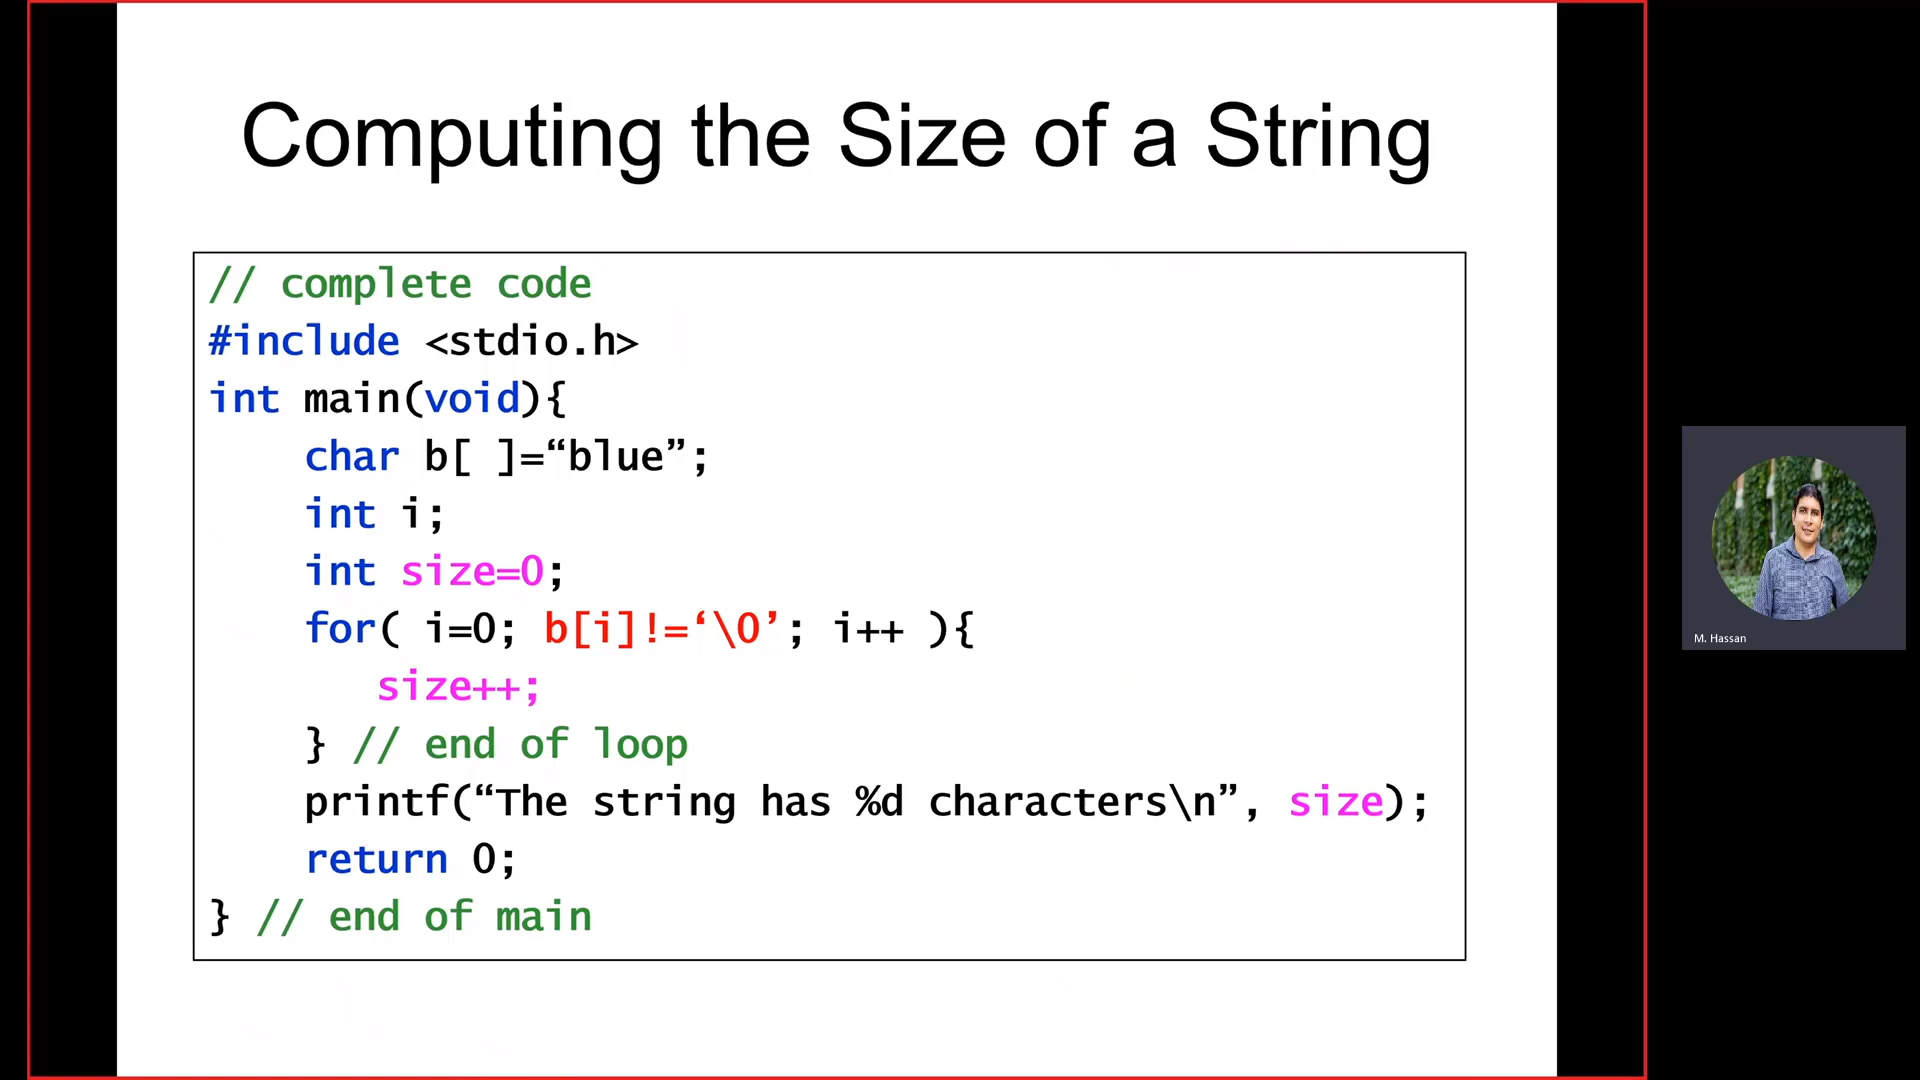 Computing the Size of a String
// complete code
#include <stdio.h>
int main(void){
char b[ ]=“blue”;
int i;
int size=0;
for( i=0; b[i]!=‘\0’; i++ ){
size++;
} // end of loop
printf(“The string has %d characters\n”, size);
return 0;
} // end of main
M. Hassan